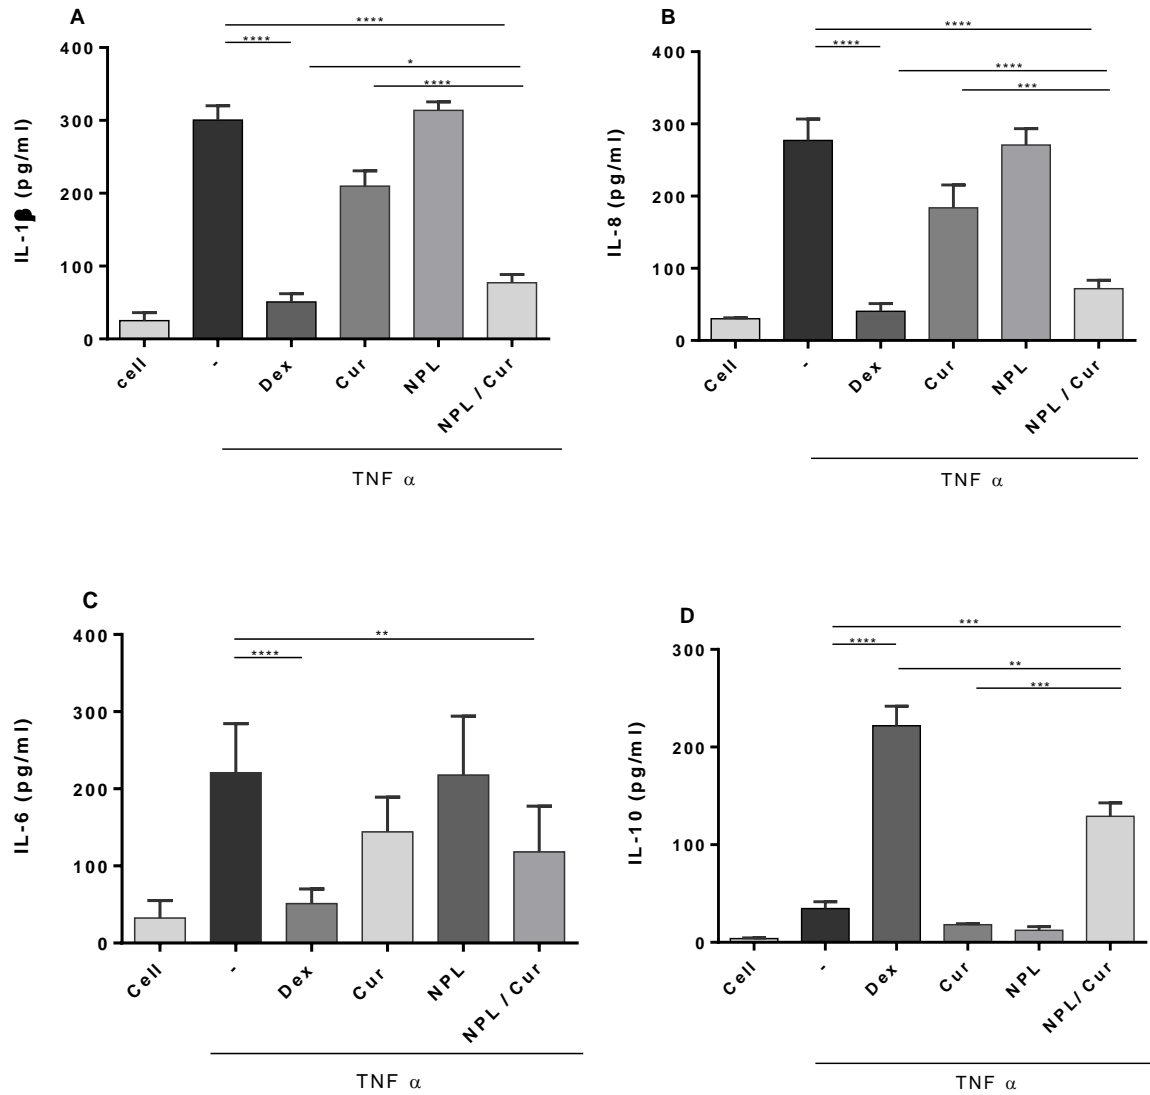 A
****
****
*
****
IL-1β (pg/ml)
400
300
200
100
0
cell
-
Dex
Cur
NPL
NPL / Cur
TNF α
B
****
****
****
***
IL-8 (pg/ml)
400
300
200
100
0
Cell
-
Dex
Cur
NPL
NPL / Cur
TNF α
C
**
****
IL-6 (pg/ml)
400
300
200
100
0
Cell
-
Dex
Cur
NPL
NPL / Cur
TNF α
D
***
****
**
***
IL-10 (pg/ml)
300
200
100
0
Cell
-
Dex
Cur
NPL
NPL/ Cur
TNF α